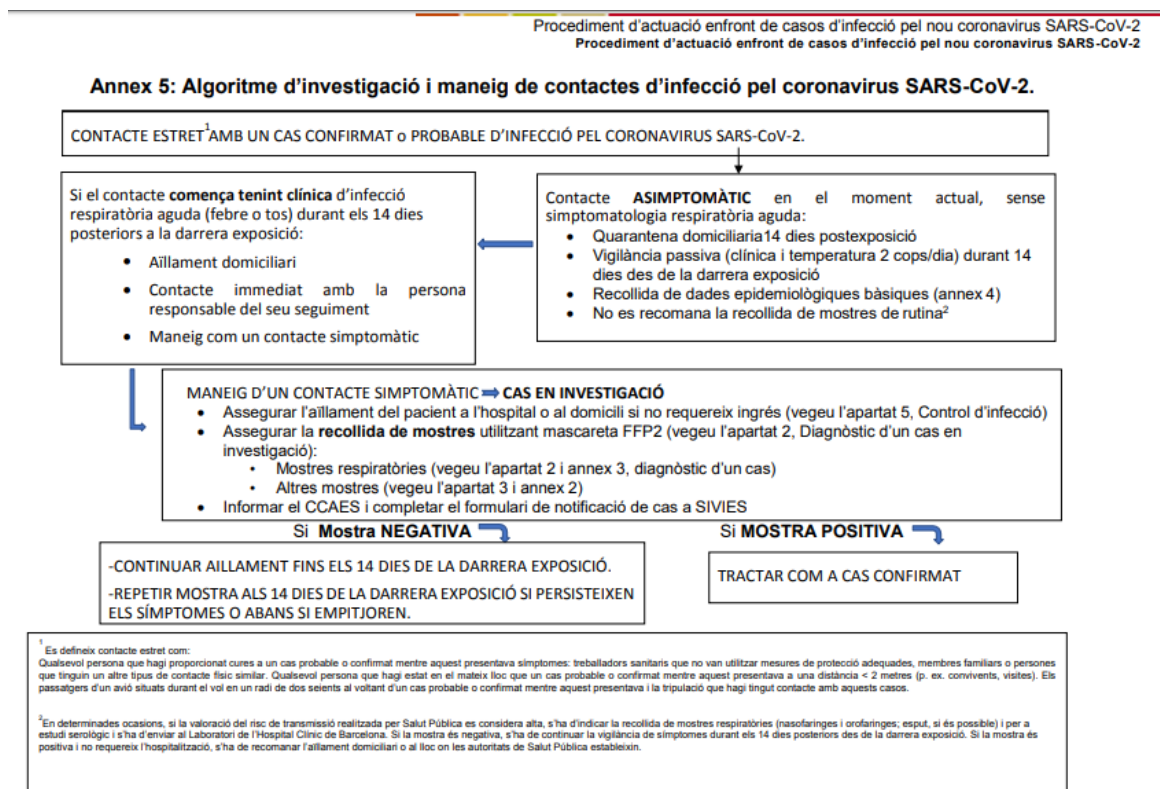 Procediment d'actuació enfront de casos d'infecció pel nou coronavirus SARS-CoV-2
Procediment d'actuació enfront de casos d'infecció pel nou coronavirus SARS-CoV-2
Annex 5: Algoritme d'investigació i maneig de contactes d'infecció pel coronavirus SARS-CoV-2.
CONTACTE ESTRET1 AMB UN CAS CONFIRMAT o PROBABLE D'INFECCIÓ PEL CORONAVIRUS SARS-CoV-2.
Si el contacte comença tenint clínica d'infecció
respiratòria aguda (febre o tos) durant els 14 dies
posteriors a la darrera exposició:
• Aïllament domiciliari
• Contacte immediat amb la persona
responsable del seu seguiment
• Maneig com un contacte simptomàtic
Contacte ASIMPTOMÀTIC en el moment actual, sense
simptomatologia respiratòria aguda:
• Quarantena domiciliaria14 dies postexposició
• Vigilància passiva (clínica i temperatura 2 cops/dia) durant 14
dies des de la darrera exposició
• Recollida de dades epidemiològiques bàsiques (annex 4)
• No es recomana la recollida de mostres de rutina2
MANEIG D'UN CONTACTE SIMPTOMÀTIC ➡ CAS EN INVESTIGACIÓ
• Assegurar l'aïllament del pacient a l'hospital o al domicili si no requereix ingrés (vegeu l'apartat 5, Control d'infecció)
• Assegurar la recollida de mostres utilitzant mascareta FFP2 (vegeu l'apartat 2, Diagnòstic d'un cas en
investigació):
• Mostres respiratòries (vegeu l'apartat 2 i annex 3, diagnòstic d'un cas)
• Altres mostres (vegeu l'apartat 3 i annex 2)
• Informar el CCAES i completar el formulari de notificació de cas a SIVIES
Si Mostra NEGATIVA
Si MOSTRA POSITIVA
-CONTINUAR AILLAMENT FINS ELS 14 DIES DE LA DARRERA EXPOSICIÓ.
-REPETIR MOSTRA ALS 14 DIES DE LA DARRERA EXPOSICIÓ SI PERSISTEIXEN
ELS SÍMPTOMES O ABANS SI EMPITJOREN.
TRACTAR COM A CAS CONFIRMAT
1 Es defineix contacte estret com:
Qualsevol persona que hagi proporcionat cures a un cas probable o confirmat mentre aquest presentava símptomes: treballadors sanitaris que no van utilitzar mesures de protecció adequades, membres familiars o persones
que tinguin un altre tipus de contacte físic similar. Qualsevol persona que hagi estat en el mateix lloc que un cas probable o confirmat mentre aquest presentava a una distància < 2 metres (p. ex. convivents, visites). Els
passatgers d'un avió situats durant el vol en un radi de dos seients al voltant d'un cas probable o confirmat mentre aquest presentava i la tripulació que hagi tingut contacte amb aquests casos.
2En determinades ocasions, si la valoració del risc de transmissió realitzada per Salut Pública es considera alta, s'ha d'indicar la recollida de mostres respiratòries (nasofaringes i orofaringes; esput, si és possible) i per a
estudi serològic i s'ha d'enviar al Laboratori de l'Hospital Clínic de Barcelona. Si la mostra és negativa, s'ha de continuar la vigilància de símptomes durant els 14 dies posteriors des de la darrera exposició. Si la mostra és
positiva i no requereix l'hospitalització, s'ha de recomanar l'aïllament domiciliari o al lloc on les autoritats de Salut Pública estableixin.